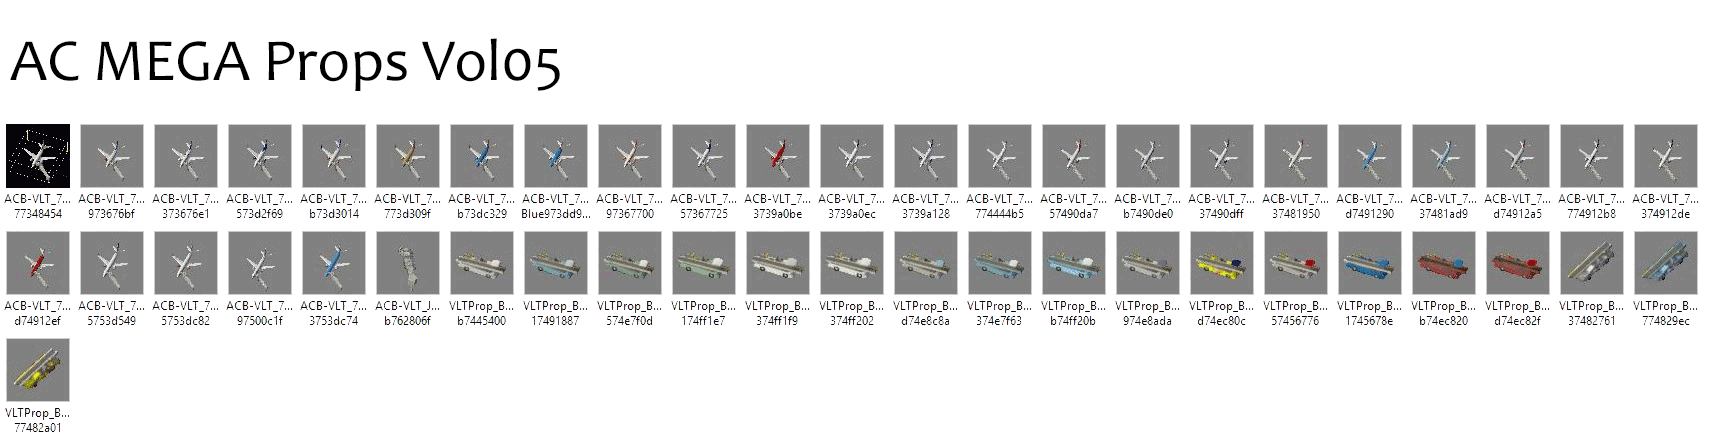 AC MEGA Props Vol05
ACB-VLT_7... ACB-VLT_7... ACB-VLT_7... ACB-VLT_7... ACB-VLT_7... ACB-VLT_7... ACB-VLT_7... ACB-VLT_7... ACB-VLT_7... ACB-VLT_7... ACB-VLT_7... ACB-VLT_7... ACB-VLT_7... ACB-VLT_7... ACB-VLT_7... ACB-VLT_7... ACB-VLT_7... ACB-VLT_7... ACB-VLT_7... ACB-VLT_7... ACB-VLT_7... ACB-VLT_7... ACB-VLT_7...
77348454 973676bf 373676e1 573d2f69 b73d3014 773d309f b73dc329 Blue973dd9... 97367700 57367725 3739a0be 3739a0ec 3739a128 774444b5 57490da7 b7490de0 37490dff 37481950 d7491290 37481ad9 d74912a5 774912b8 374912de
ACB-VLT_7... ACB-VLT_7... ACB-VLT_7... ACB-VLT_7... ACB-VLT_7... ACB-VLT_J... VLTProp_B... VLTProp_B... VLTProp_B... VLTProp_B... VLTProp_B... VLTProp_B... VLTProp_B... VLTProp_B... VLTProp_B... VLTProp_B... VLTProp_B... VLTProp_B... VLTProp_B... VLTProp_B... VLTProp_B... VLTProp_B... VLTProp_B...
d74912ef 5753d549 5753dc82 97500c1f 3753dc74 b762806f b7445400 17491887 574e7f0d 174ff1e7 374ff1f9 374ff202 d74e8c8a 374e7f63 b74ff20b 974e8ada d74ec80c 57456776 1745678e b74ec820 d74ec82f 37482761 774829ec
VLTProp_B...
77482a01